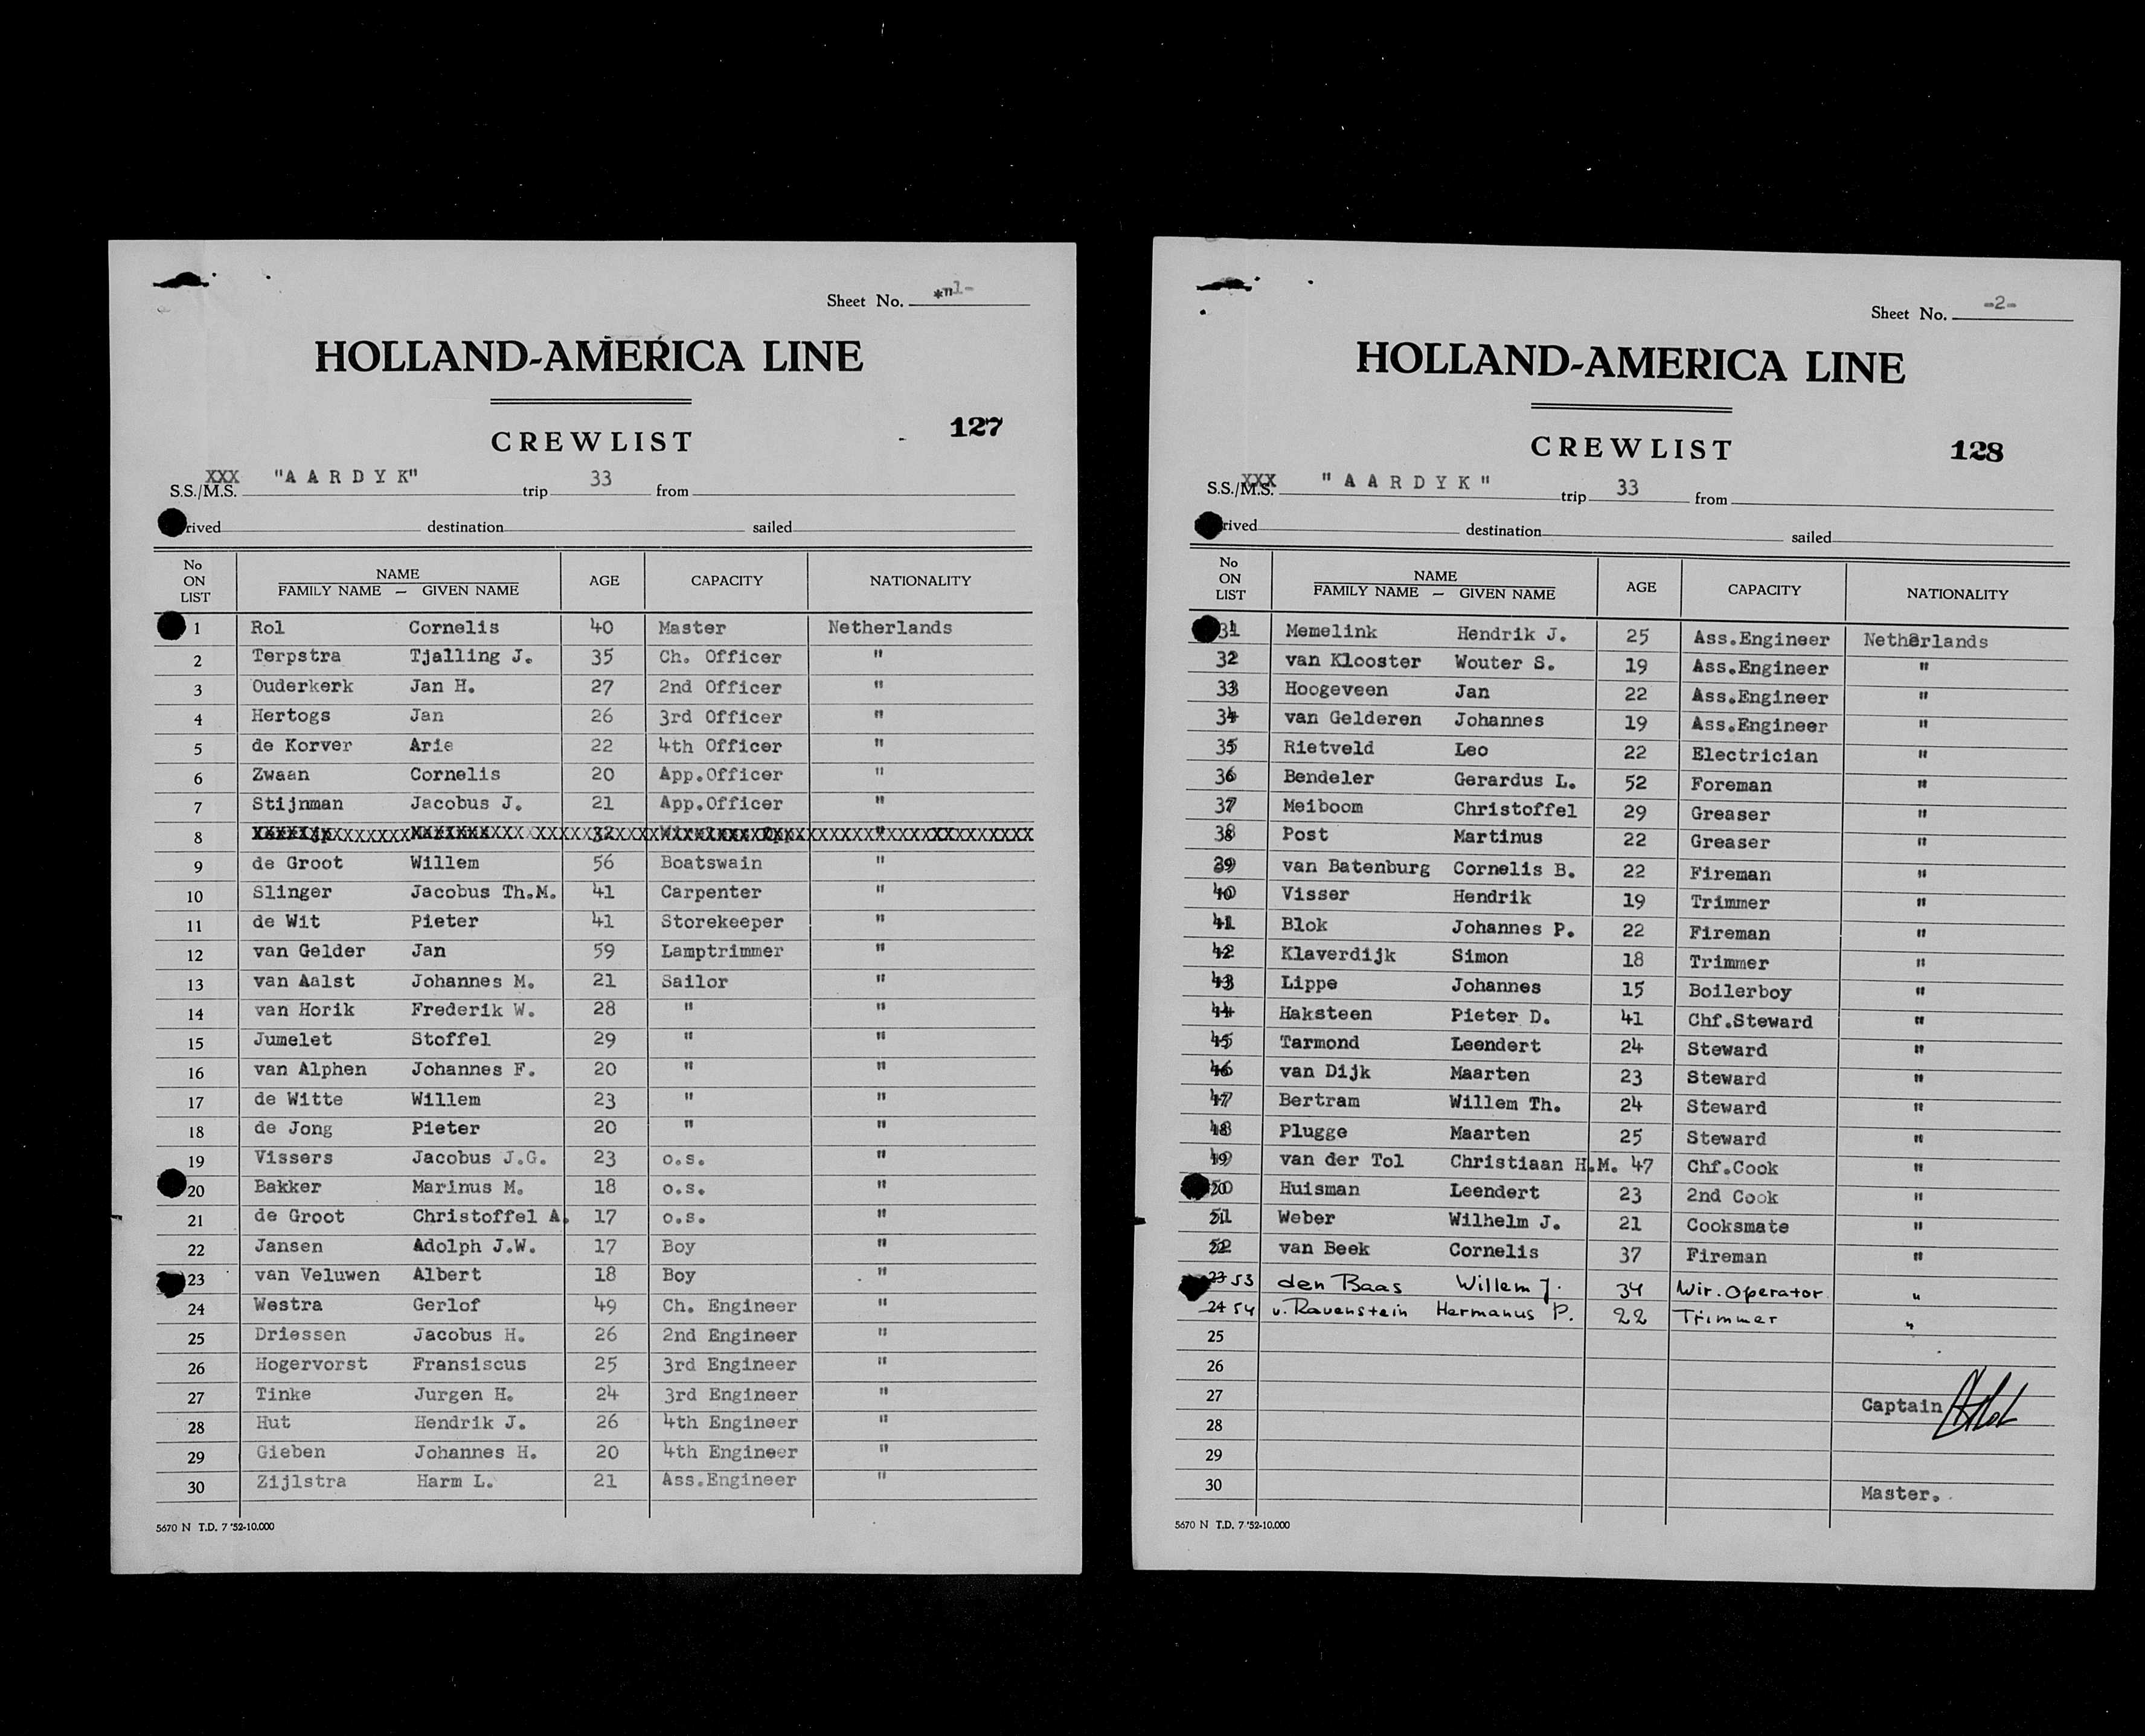 Sheet No. *"1-
HOLLAND-AMERICA LINE
CREWLIST
127
S.S./M.S. XXX "A A R D Y K" trip 33 from
rived destination sailed
No ON LIST NAME FAMILY NAME — GIVEN NAME AGE CAPACITY NATIONALITY
1 Rol Cornelis 40 Master Netherlands
2 Terpstra Tjalling J. 35 Ch. Officer "
3 Ouderkerk Jan H. 27 2nd Officer "
4 Hertogs Jan 26 3rd Officer "
5 de Korver Arie 22 4th Officer "
6 Zwaan Cornelis 20 App.Officer "
7 Stijnman Jacobus J. 21 App.Officer "
8 32 "
9 de Groot Willem 56 Boatswain "
10 Slinger Jacobus Th.M. 41 Carpenter "
11 de Wit Pieter 41 Storekeeper "
12 van Gelder Jan 59 Lamptrimmer "
13 van Aalst Johannes M. 21 Sailor "
14 van Horik Frederik W. 28 " "
15 Jumelet Stoffel 29 " "
16 van Alphen Johannes F. 20 " "
17 de Witte Willem 23 " "
18 de Jong Pieter 20 " "
19 Vissers Jacobus J.G. 23 o.s. "
20 Bakker Marinus M. 18 o.s. "
21 de Groot Christoffel A. 17 o.s. "
22 Jansen Adolph J.W. 17 Boy "
23 van Veluwen Albert 18 Boy "
24 Westra Gerlof 49 Ch. Engineer "
25 Driessen Jacobus H. 26 2nd Engineer "
26 Hogervorst Fransiscus 25 3rd Engineer "
27 Tinke Jurgen H. 24 3rd Engineer "
28 Hut Hendrik J. 26 4th Engineer "
29 Gieben Johannes H. 20 4th Engineer "
30 Zijlstra Harm L. 21 Ass.Engineer "
5670 N T.D. 7 '52-10.000
Sheet No. -2-
HOLLAND-AMERICA LINE
CREWLIST
128
S.S./M.S. XXX " A A R D Y K " trip 33 from
rived destination sailed
No ON LIST NAME FAMILY NAME — GIVEN NAME AGE CAPACITY NATIONALITY
31 Memelink Hendrik J. 25 Ass.Engineer Netherlands
32 van Klooster Wouter S. 19 Ass.Engineer "
33 Hoogeveen Jan 22 Ass.Engineer "
34 van Gelderen Johannes 19 Ass.Engineer "
35 Rietveld Leo 22 Electrician "
36 Bendeler Gerardus L. 52 Foreman "
37 Meiboom Christoffel 29 Greaser "
38 Post Martinus 22 Greaser "
39 van Batenburg Cornelis B. 22 Fireman "
40 Visser Hendrik 19 Trimmer "
41 Blok Johannes P. 22 Fireman "
42 Klaverdijk Simon 18 Trimmer "
43 Lippe Johannes 15 Boilerboy "
44 Haksteen Pieter D. 41 Chf.Steward "
45 Tarmond Leendert 24 Steward "
46 van Dijk Maarten 23 Steward "
47 Bertram Willem Th. 24 Steward "
48 Plugge Maarten 25 Steward "
49 van der Tol Christiaan H.M. 47 Chf.Cook "
50 Huisman Leendert 23 2nd Cook "
51 Weber Wilhelm J. 21 Cooksmate "
52 van Beek Cornelis 37 Fireman "
23 53 den Baas Willem J. 34 Wir. Operator "
24 54 v. Ravenstein Hermanus P. 22 Trimmer "
25
26
27 Captain
28
29
30 Master.
5670 N T.D. 7 '52-10.000